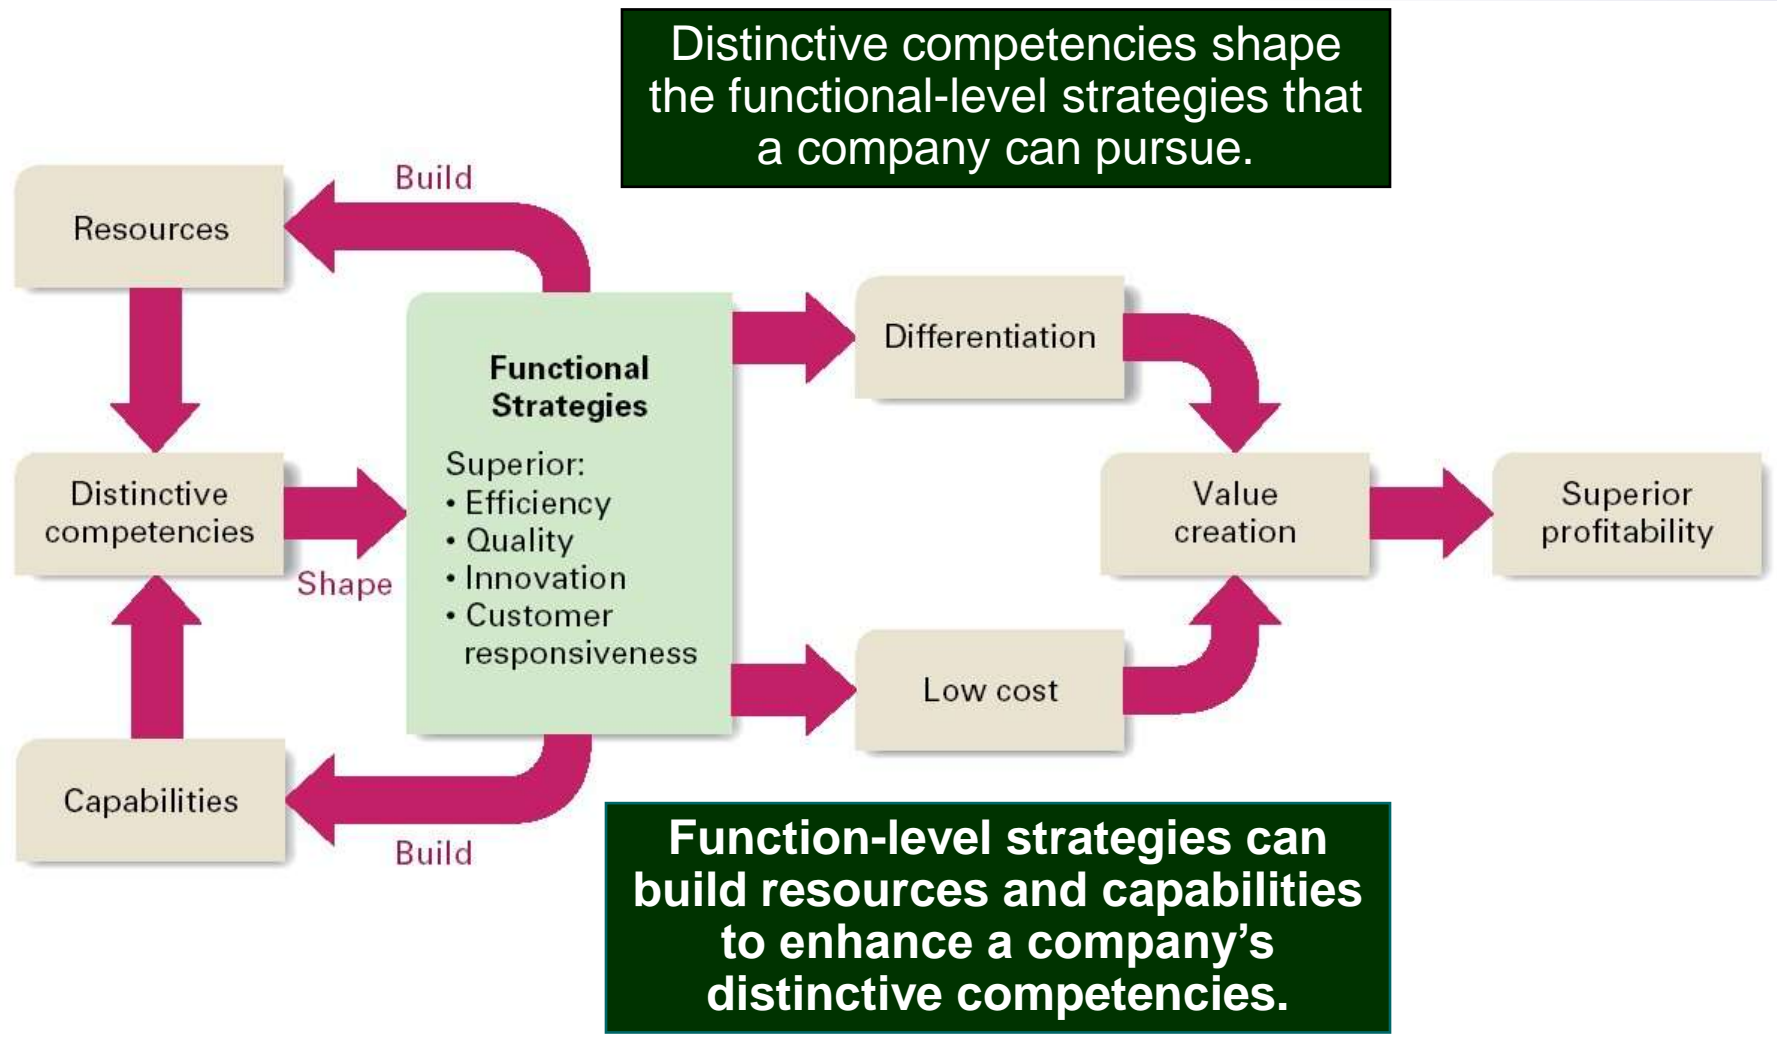 Distinctive competencies shape
the functional-level strategies that
a company can pursue.
Build
Resources
Differentiation
Functional
Strategies
Superior:
• Efficiency
• Quality
• Innovation
• Customer
responsiveness
Distinctive
competencies
Shape
Value
creation
Superior
profitability
Low cost
Capabilities
Build
Function-level strategies can
build resources and capabilities
to enhance a company’s
distinctive competencies.